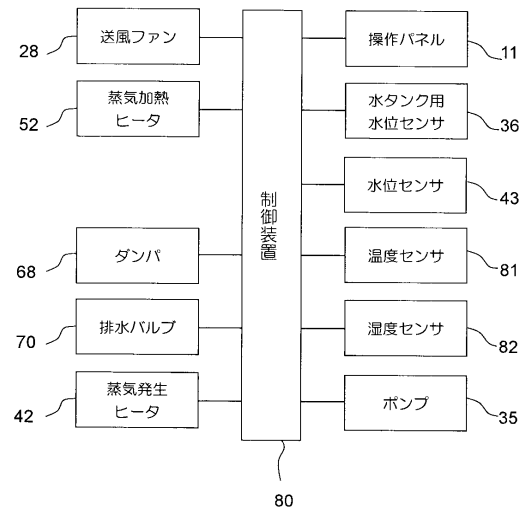 送風ファン
28
蒸気加熱
ヒータ
52
ダンパ
68
排水バルブ
70
蒸気発生
ヒータ
42
制御装置
80
操作パネル
11
水タンク用
水位センサ
36
水位センサ
43
温度センサ
81
湿度センサ
82
ポンプ
35